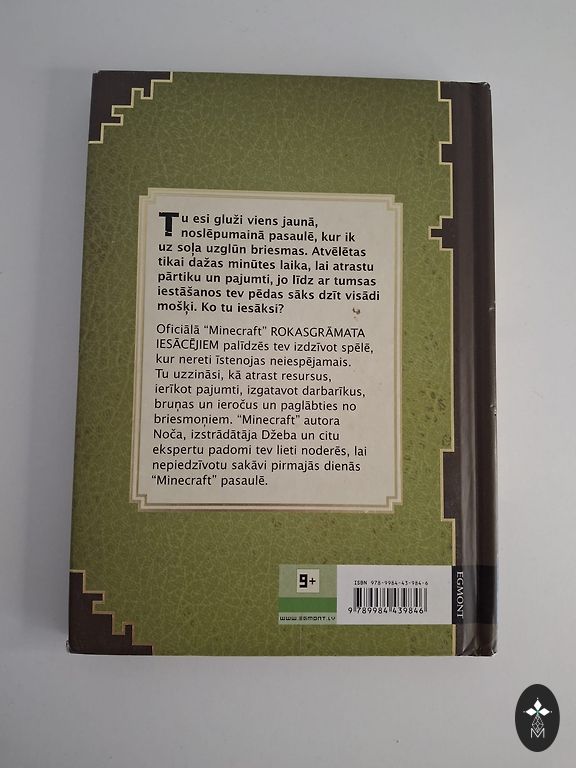 Tu esi gluži viens jaunā,
noslēpumainā pasaulē, kur ik
uz soļa uzglūn briesmas. Atvēlētas
tikai dažas minūtes laika, lai atrastu
pārtiku un pajumti, jo līdz ar tumsas
iestāšanos tev pēdas sāks dzīt visādi
mošķi. Ko tu iesāksi?
Oficiālā “Minecraft” ROKASGRĀMATA
IESĀCĒJIEM palīdzēs tev izdzīvot spēlē,
kur nereti īstenojas neiespējamais.
Tu uzzināsi, kā atrast resursus,
ierīkot pajumti, izgatavot darbarīkus,
bruņas un ieročus un paglābties no
briesmoņiem. “Minecraft” autora
Noča, izstrādātāja Džeba un citu
ekspertu padomi tev lieti noderēs, lai
nepiedzīvotu sakāvi pirmajās dienās
“Minecraft” pasaulē.
9+
WWW.EGMONT.LV
ISBN 978-9984-43-984-6
9 789984 439846
EGMONT
M